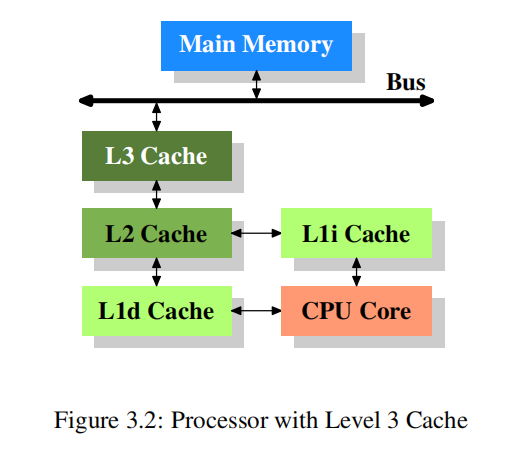 Main Memory
Bus
L3 Cache
L2 Cache
L1i Cache
L1d Cache
CPU Core
Figure 3.2: Processor with Level 3 Cache